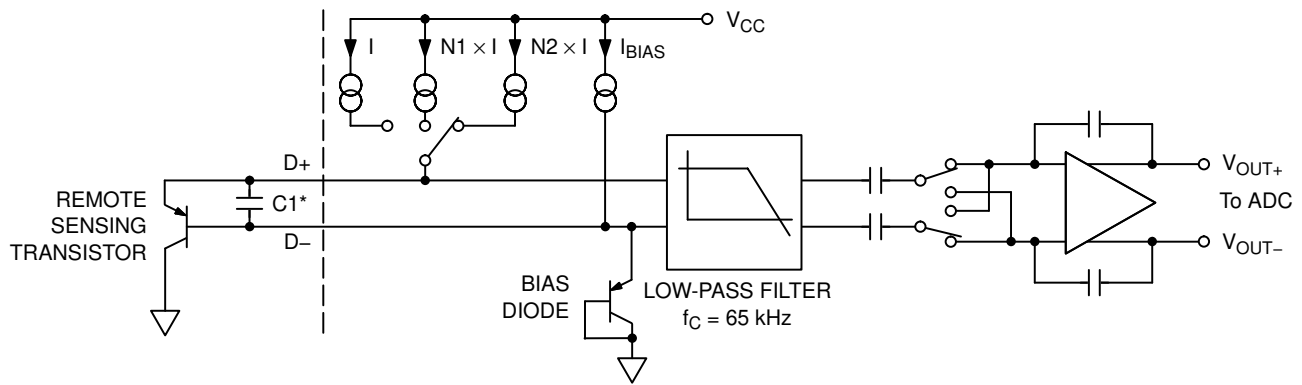 V_CC
I
N1 × I
N2 × I
I_BIAS
D+
C1*
D−
REMOTE
SENSING
TRANSISTOR
BIAS
DIODE
LOW-PASS FILTER
f_C = 65 kHz
V_OUT+
To ADC
V_OUT−